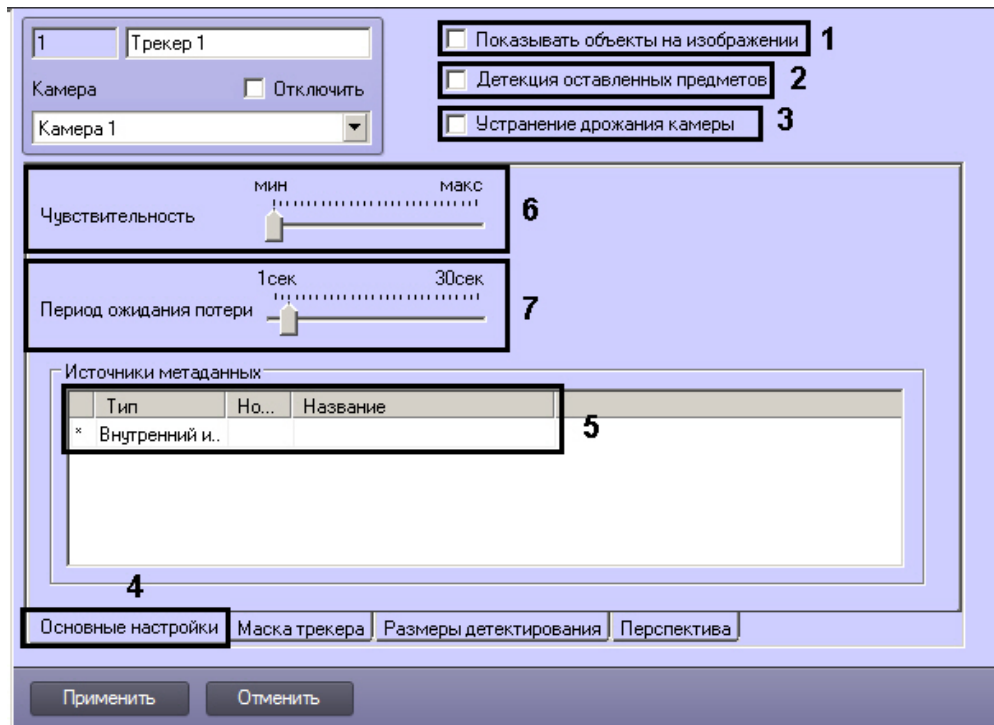 1 Трекер 1
Камера Отключить
Камера 1
Показывать объекты на изображении 1
Детекция оставленных предметов 2
Устранение дрожания камеры 3
мин макс
Чувствительность 6
1сек 30сек
Период ожидания потери 7
Источники метаданных
Тип Но... Название
* Внутренний и.. 5
4
Основные настройки Маска трекера Размеры детектирования Перспектива
Применить Отменить